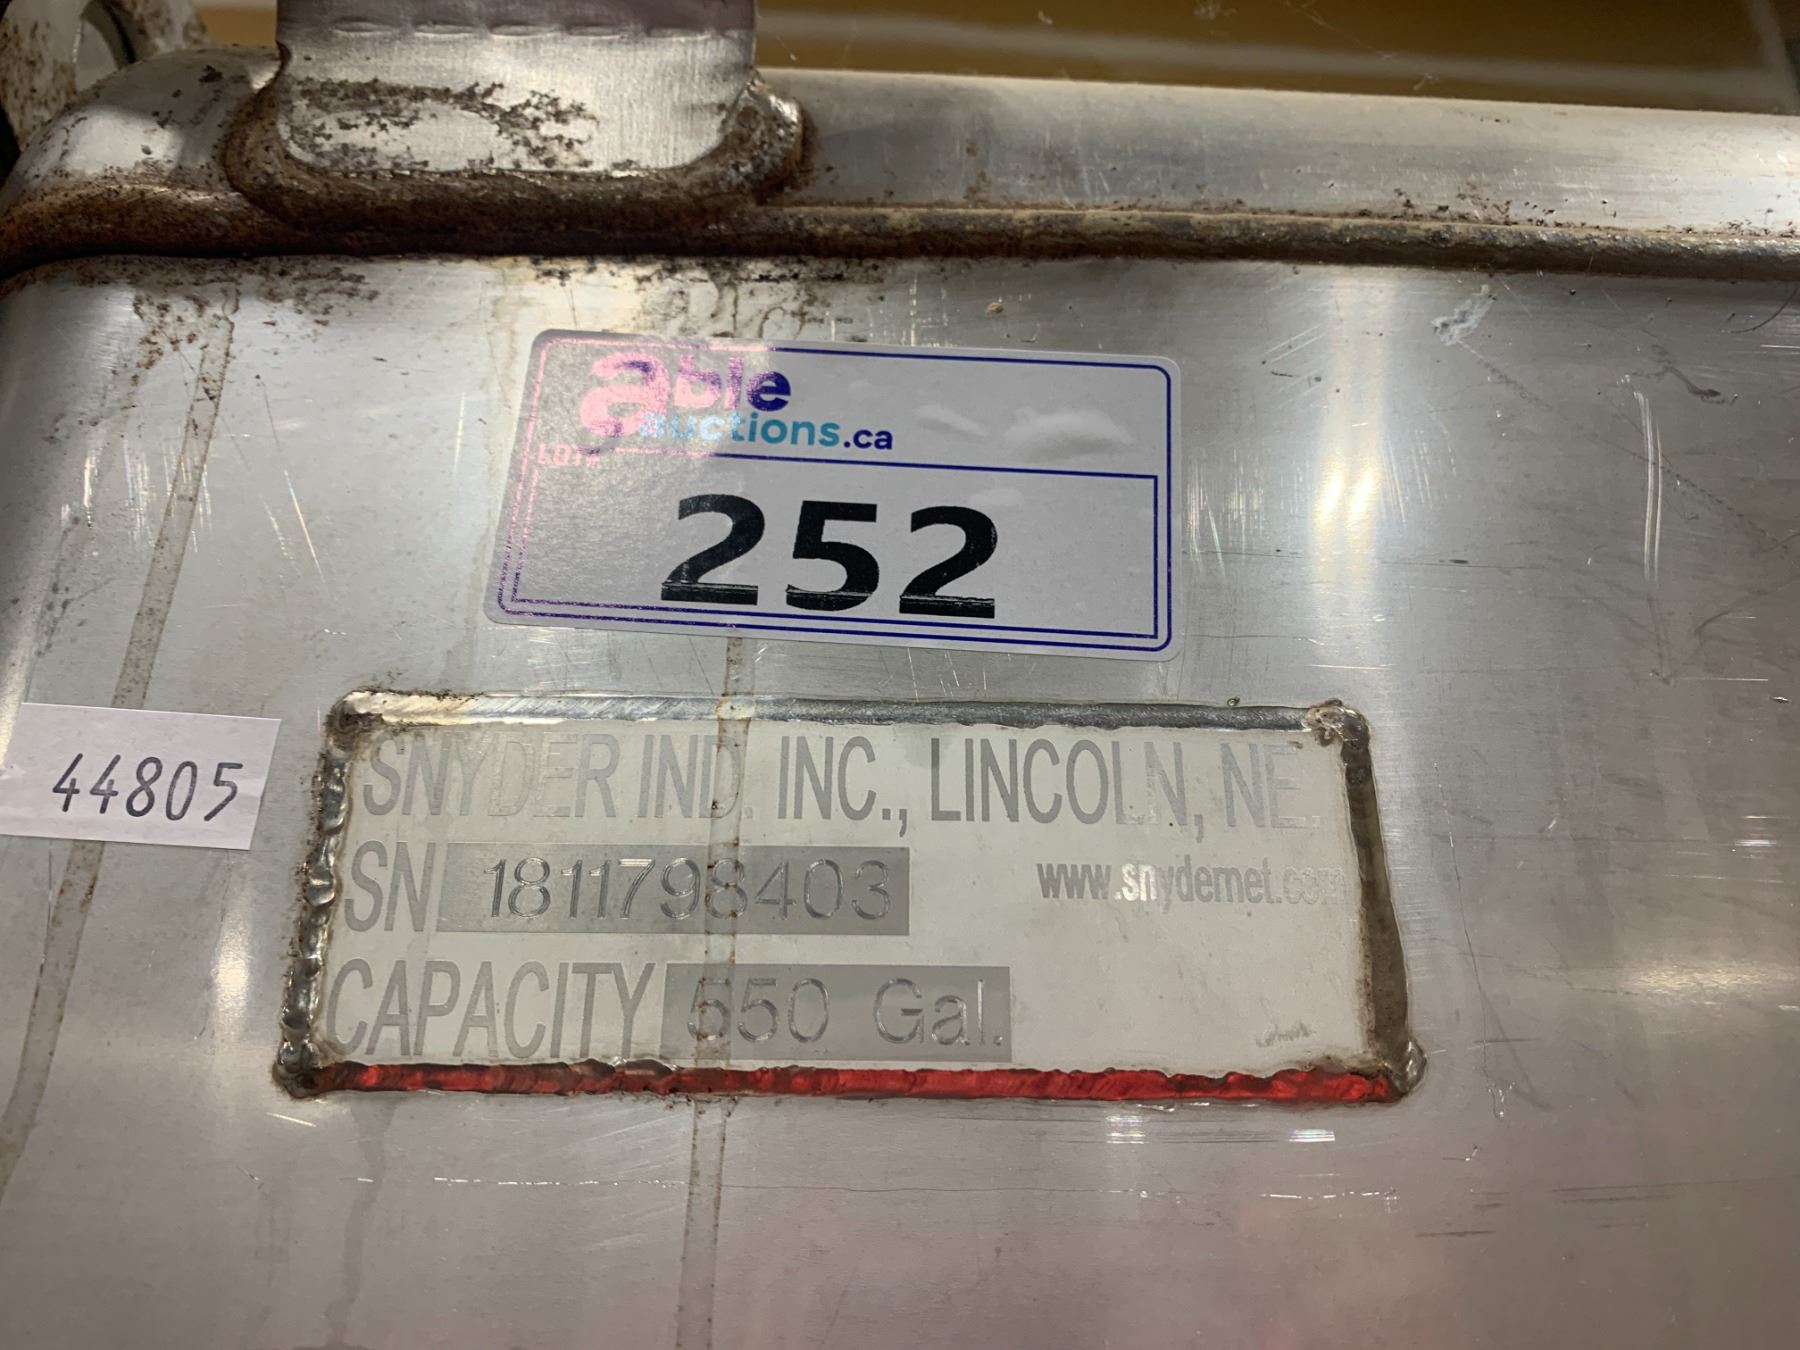 able
auctions.ca
LOT#
252
44805
SNYDER IND. INC., LINCOLN, NE.
SN 1811798403
www.snydernet.com
CAPACITY 550 Gal.